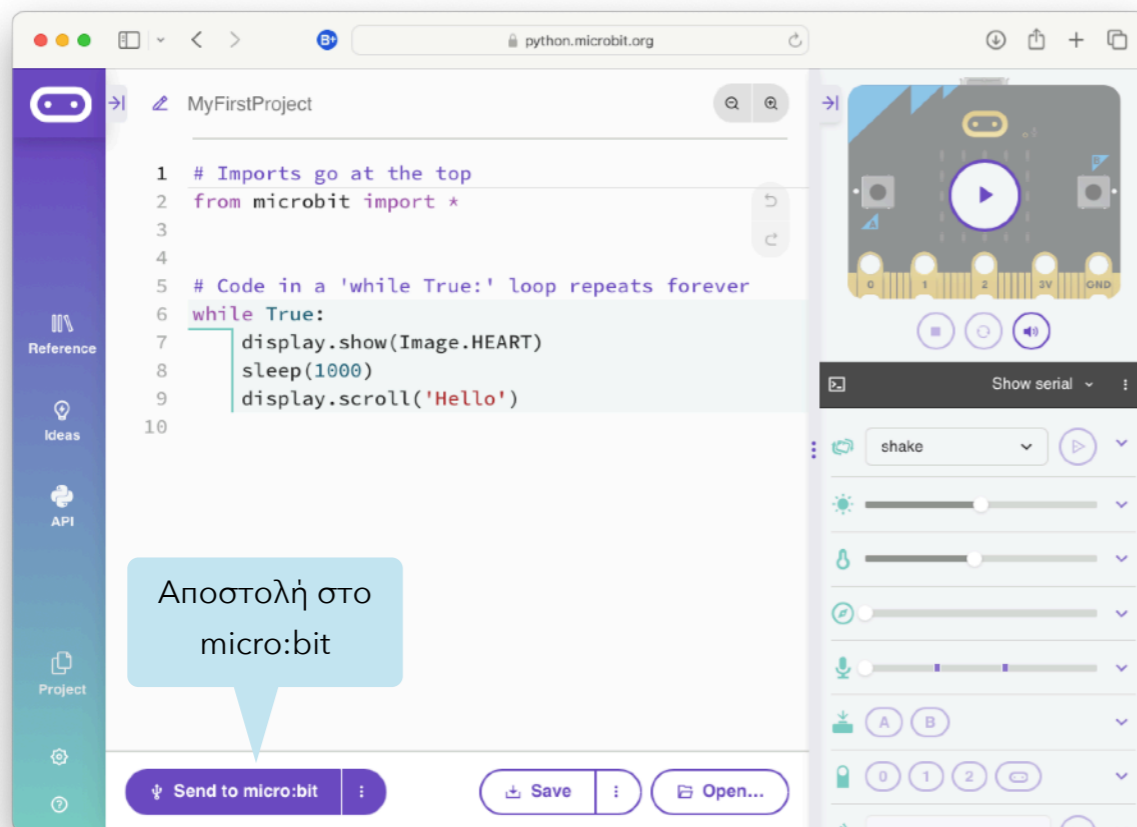 python.microbit.org
MyFirstProject
1 # Imports go at the top
2 from microbit import *
3
4
5 # Code in a 'while True:' loop repeats forever
6 while True:
7 display.show(Image.HEART)
8 sleep(1000)
9 display.scroll('Hello')
10
Reference
Ideas
API
Project
Αποστολή στο
micro:bit
Send to micro:bit
Save
Open...
A
B
0 1 2 3V GND
Show serial
shake
A B
0 1 2